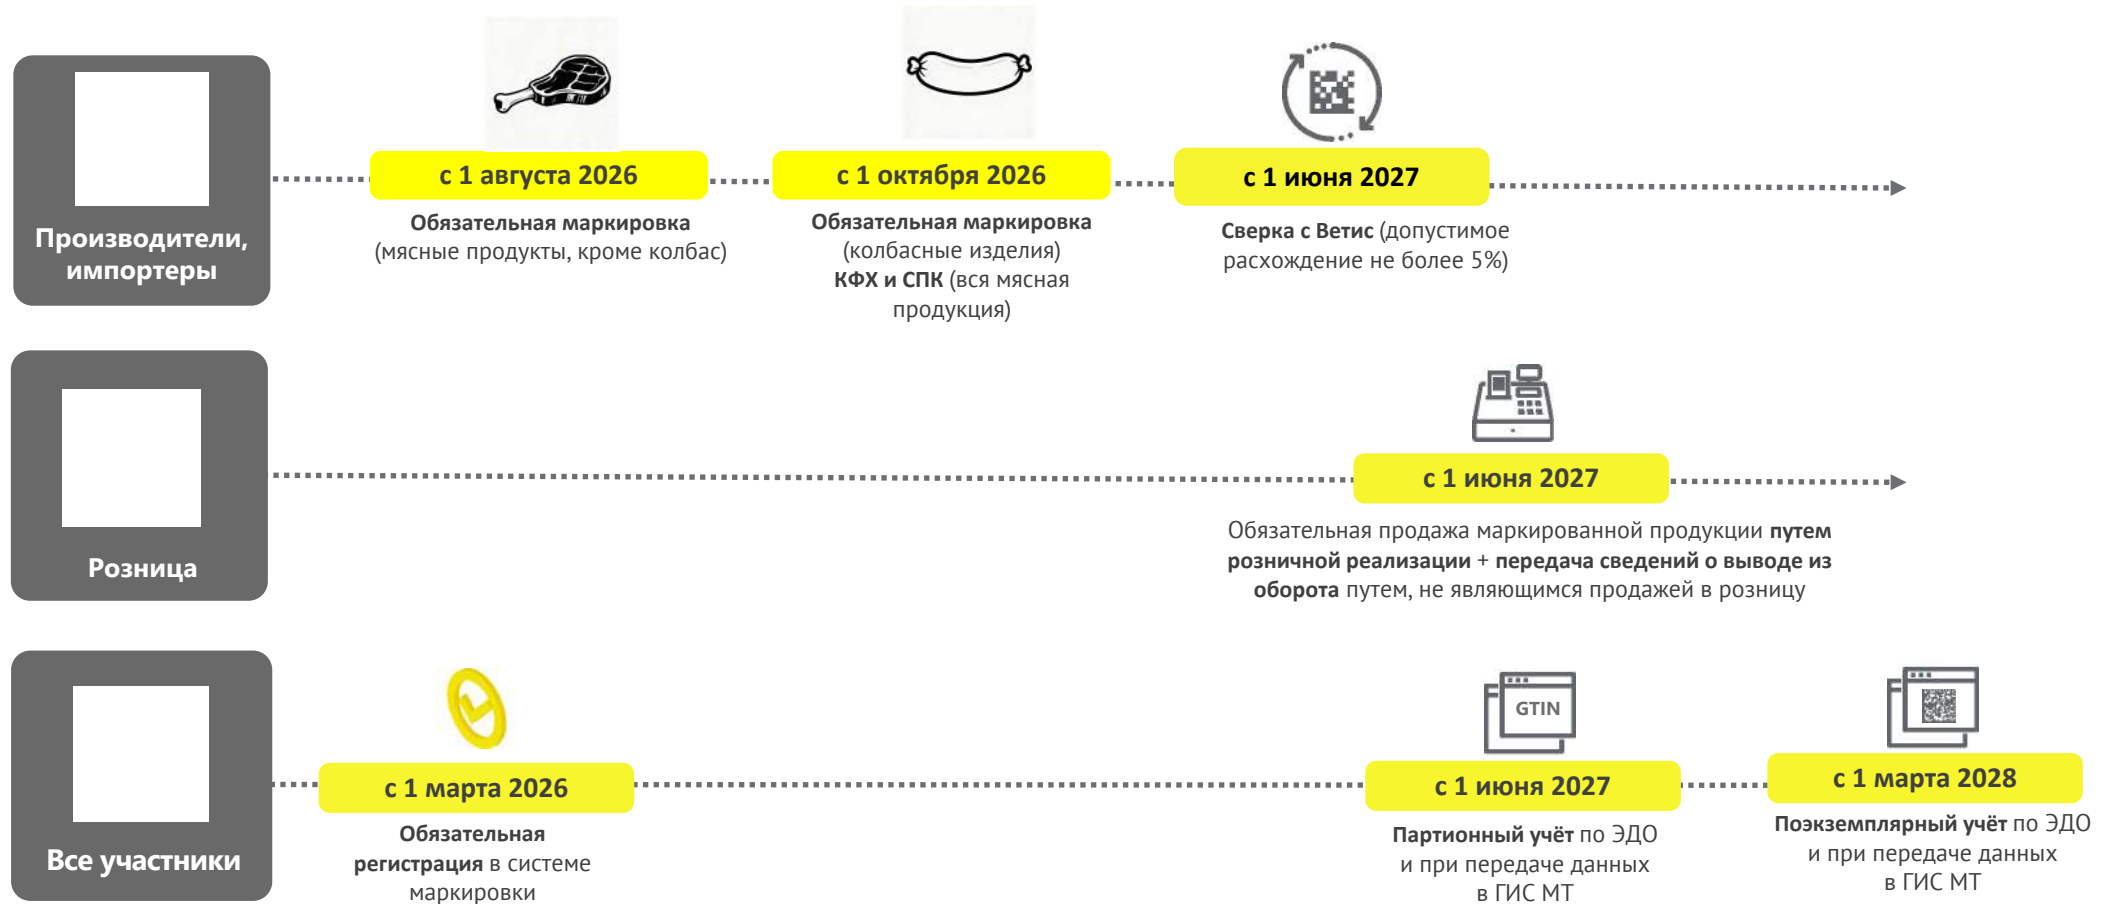 Производители,
импортеры
с 1 августа 2026
Обязательная маркировка
(мясные продукты, кроме колбас)
с 1 октября 2026
Обязательная маркировка
(колбасные изделия)
КФХ и СПК (вся мясная
продукция)
с 1 июня 2027
Сверка с Ветис (допустимое
расхождение не более 5%)
Розница
с 1 июня 2027
Обязательная продажа маркированной продукции путем
розничной реализации + передача сведений о выводе из
оборота путем, не являющимся продажей в розницу
Все участники
с 1 марта 2026
Обязательная
регистрация в системе
маркировки
GTIN
с 1 июня 2027
Партионный учёт по ЭДО
и при передаче данных
в ГИС МТ
с 1 марта 2028
Поэкземплярный учёт по ЭДО
и при передаче данных
в ГИС МТ